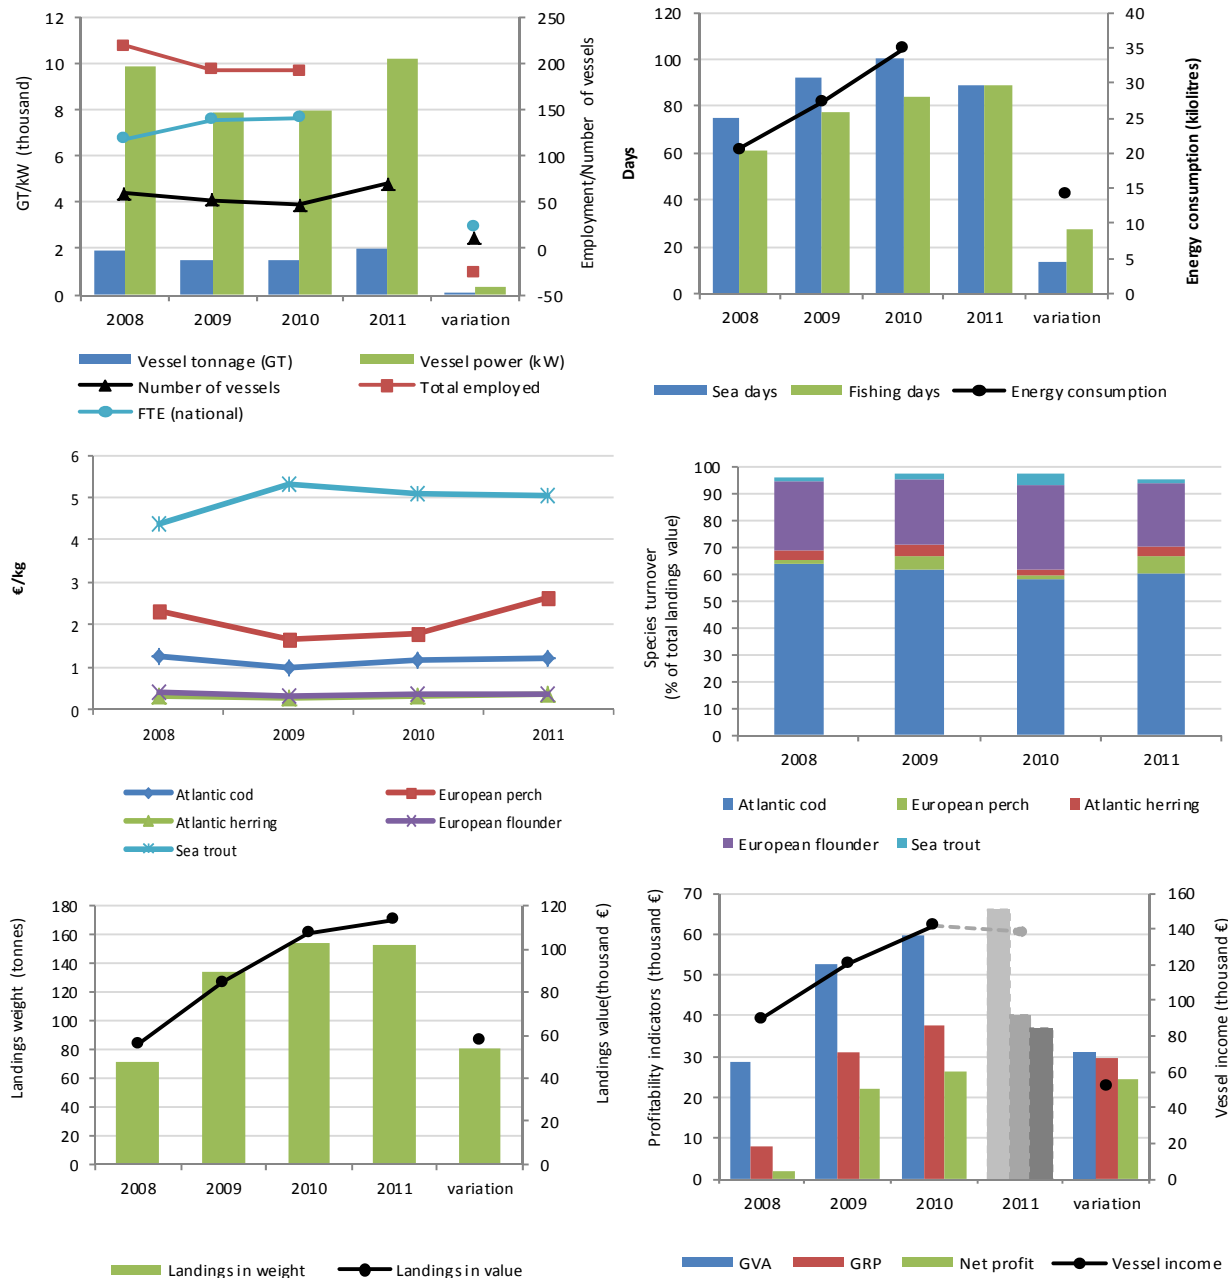 12
10
8
6
4
2
0
GT/kW (thousand)
250
200
150
100
50
0
-50
Employment/Number of vessels
2008 2009 2010 2011 variation
Vessel tonnage (GT) Vessel power (kW)
Number of vessels Total employed
FTE (national)
120
100
80
60
40
20
0
Days
40
35
30
25
20
15
10
5
0
Energy consumption (kilolitres)
2008 2009 2010 2011 variation
Sea days Fishing days Energy consumption
6
5
4
3
2
1
0
€/kg
2008 2009 2010 2011
Atlantic cod European perch
Atlantic herring European flounder
Sea trout
100
90
80
70
60
50
40
30
20
10
0
Species turnover
(% of total landings value)
2008 2009 2010 2011
Atlantic cod European perch Atlantic herring
European flounder Sea trout
180
160
140
120
100
80
60
40
20
0
Landings weight (tonnes)
120
100
80
60
40
20
0
Landings value(thousand €)
2008 2009 2010 2011 variation
Landings in weight Landings in value
70
60
50
40
30
20
10
0
Profitability indicators (thousand €)
160
140
120
100
80
60
40
20
0
Vessel income (thousand €)
2008 2009 2010 2011 variation
GVA GRP Net profit Vessel income